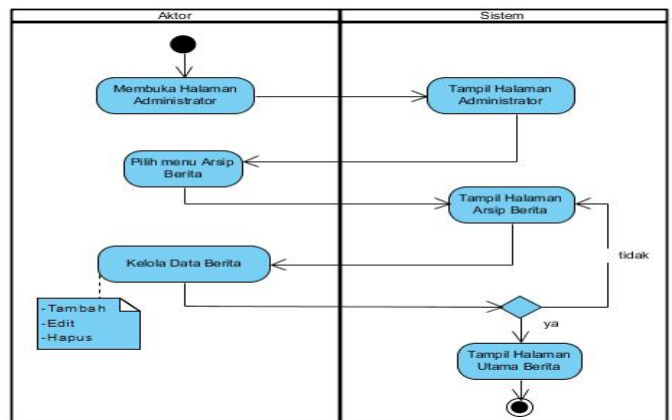 Aktor
Sistem
Membuka Halaman
Administrator
Tampil Halaman
Administrator
Pilih menu Arsip
Berita
Tampil Halaman
Arsip Berita
Kelola Data Berita
tidak
-Tambah
-Edit
-Hapus
ya
Tampil Halaman
Utama Berita